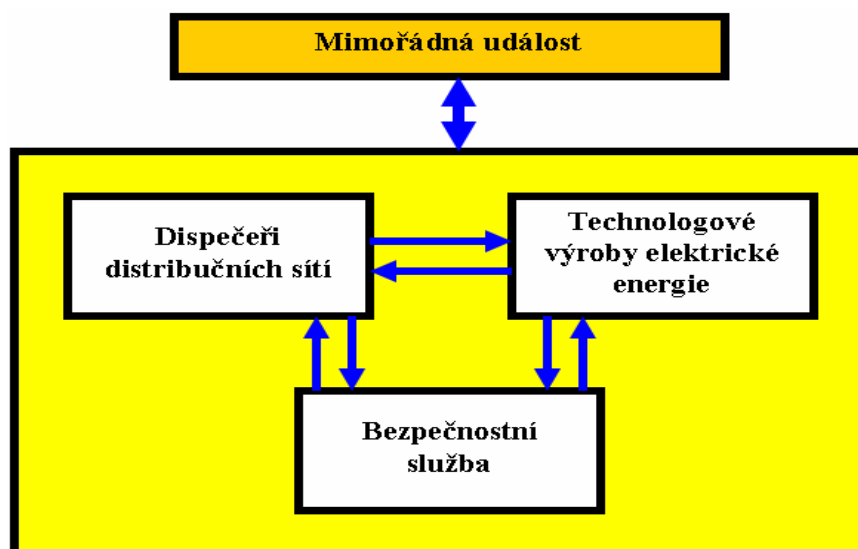 Mimořádná událost
Dispečeři
distribučních sítí
Technologové
výroby elektrické
energie
Bezpečnostní
služba